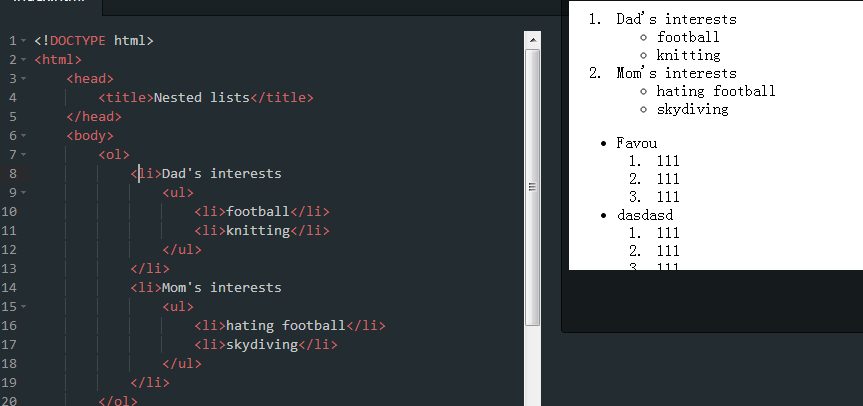 1 <!DOCTYPE html>
2 <html>
3 <head>
4 <title>Nested lists</title>
5 </head>
6 <body>
7 <ol>
8 <li>Dad's interests
9 <ul>
10 <li>football</li>
11 <li>knitting</li>
12 </ul>
13 </li>
14 <li>Mom's interests
15 <ul>
16 <li>hating football</li>
17 <li>skydiving</li>
18 </ul>
19 </li>
20 </ol>
1. Dad's interests
football
knitting
2. Mom's interests
hating football
skydiving
Favou
1. 111
2. 111
3. 111
dasdasd
1. 111
2. 111
3. 111